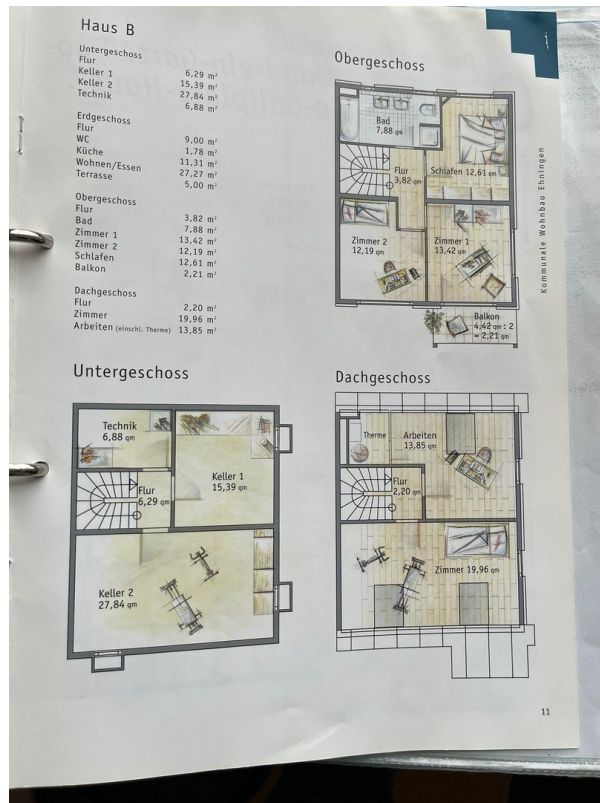 Haus B
Untergeschoss
Flur 6,29 m²
Keller 1 15,39 m²
Keller 2 27,84 m²
Technik 6,88 m²
Erdgeschoss
Flur 9,00 m²
WC 1,78 m²
Küche 11,31 m²
Wohnen/Essen 27,27 m²
Terrasse 5,00 m²
Obergeschoss
Flur 3,82 m²
Bad 7,88 m²
Zimmer 1 13,42 m²
Zimmer 2 12,19 m²
Schlafen 12,61 m²
Balkon 2,21 m²
Dachgeschoss
Flur 2,20 m²
Zimmer 19,96 m²
Arbeiten (einschl. Therme) 13,85 m²
Obergeschoss
Bad
7,88 qm
Flur
3,82 qm
Schlafen 12,61 qm
Zimmer 2
12,19 qm
Zimmer 1
13,42 qm
Balkon
4,42 qm : 2
= 2,21 qm
Kommunale Wohnbau Ehningen
Untergeschoss
Technik
6,88 qm
Flur
6,29 qm
Keller 1
15,39 qm
Keller 2
27,84 qm
Dachgeschoss
Therme
Arbeiten
13,85 qm
Flur
2,20 qm
Zimmer 19,96 qm
11